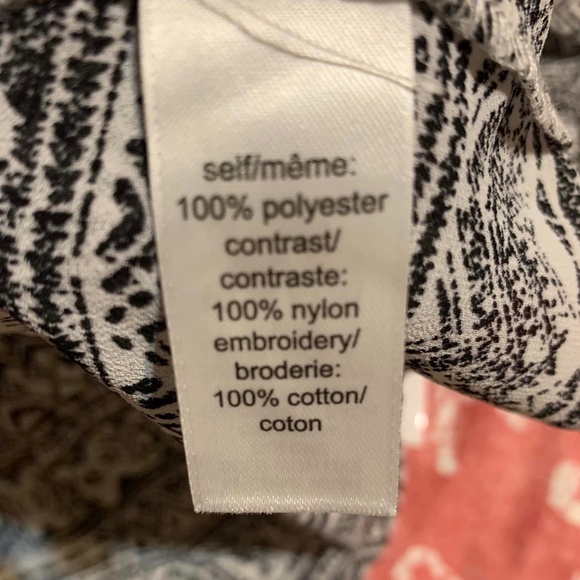 self/même:
100% polyester
contrast/
contraste:
100% nylon
embroidery/
broderie:
100% cotton/
coton